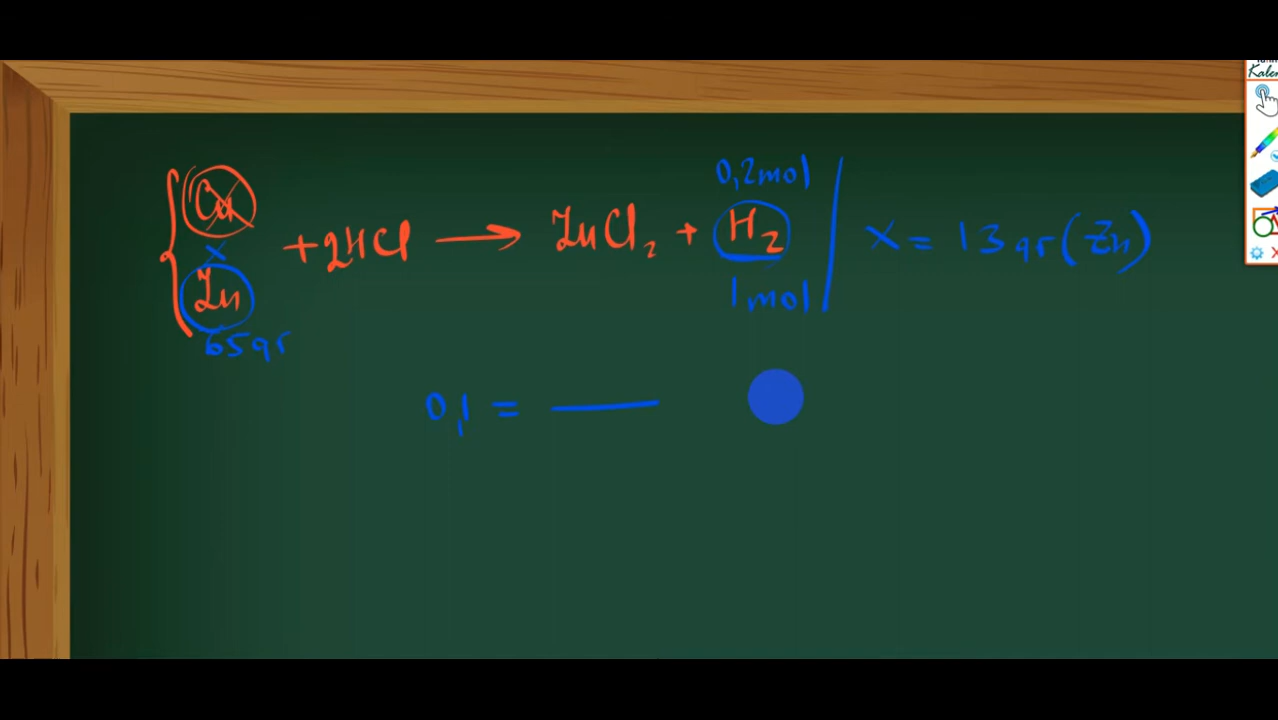 0,2mol
{Cu x Zn +2HCl → ZnCl₂ + H₂ | x = 13gr(Zn)
65gr 1mol
0,1 = —